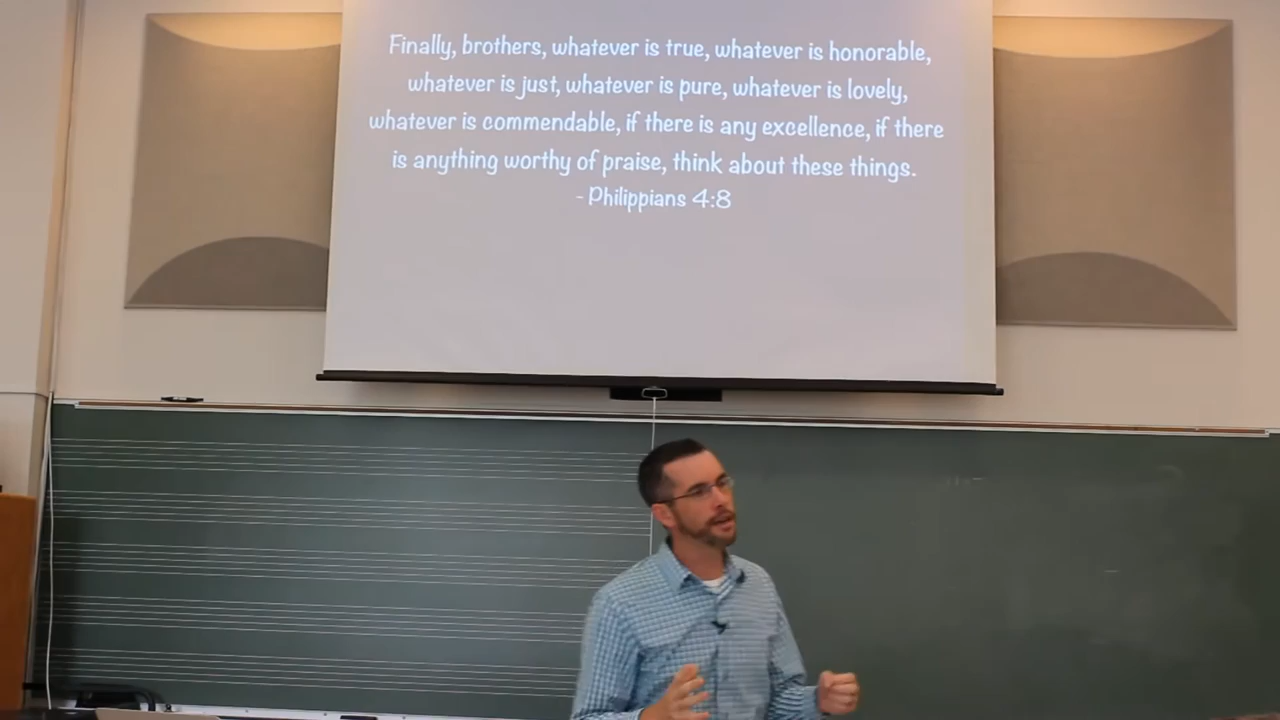 Finally, brothers, whatever is true, whatever is honorable,
whatever is just, whatever is pure, whatever is lovely,
whatever is commendable, if there is any excellence, if there
is anything worthy of praise, think about these things.
- Philippians 4:8